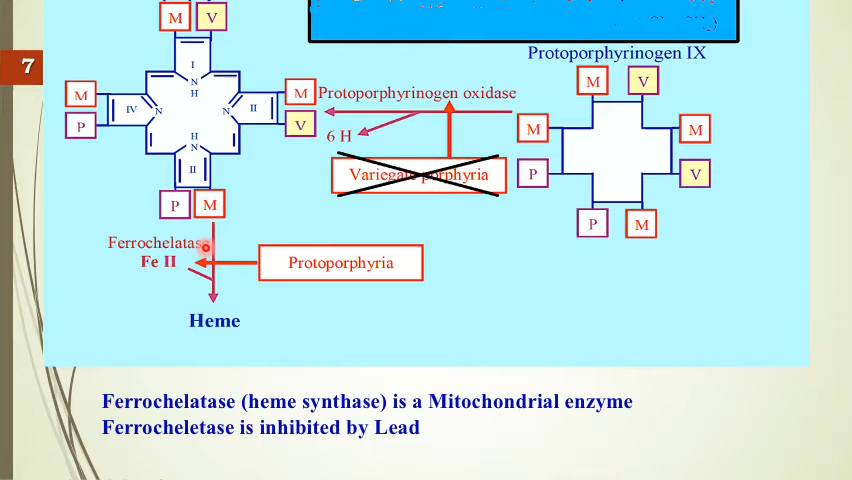 7
Protoporphyrinogen IX
M V
I
N
H
M IV N N II M
P V
H
N
II
P M
Protoporphyrinogen oxidase
6 H
Variegate porphyria
M V
M M
P V
P M
Ferrochelatase
Fe II
Protoporphyria
Heme
Ferrochelatase (heme synthase) is a Mitochondrial enzyme
Ferrocheletase is inhibited by Lead